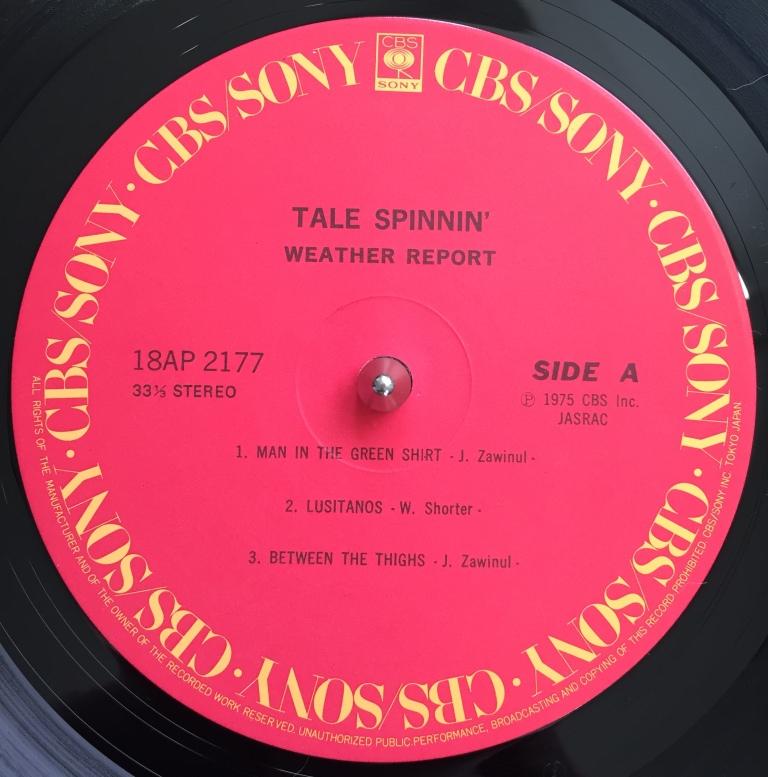 CBS
SONY
CBS/SONY · CBS/SONY · CBS/SONY · CBS/SONY · CBS/SONY · CBS/SONY · CBS/SONY · CBS/SONY
TALE SPINNIN'
WEATHER REPORT
18AP 2177
33⅓ STEREO
SIDE A
Ⓟ 1975 CBS Inc.
JASRAC
1. MAN IN THE GREEN SHIRT - J. Zawinul -
2. LUSITANOS - W. Shorter -
3. BETWEEN THE THIGHS - J. Zawinul -
ALL RIGHTS OF THE MANUFACTURER AND OF THE OWNER OF THE RECORDED WORK RESERVED. UNAUTHORIZED PUBLIC PERFORMANCE, BROADCASTING AND COPYING OF THIS RECORD PROHIBITED CBS/SONY INC TOKYO JAPAN